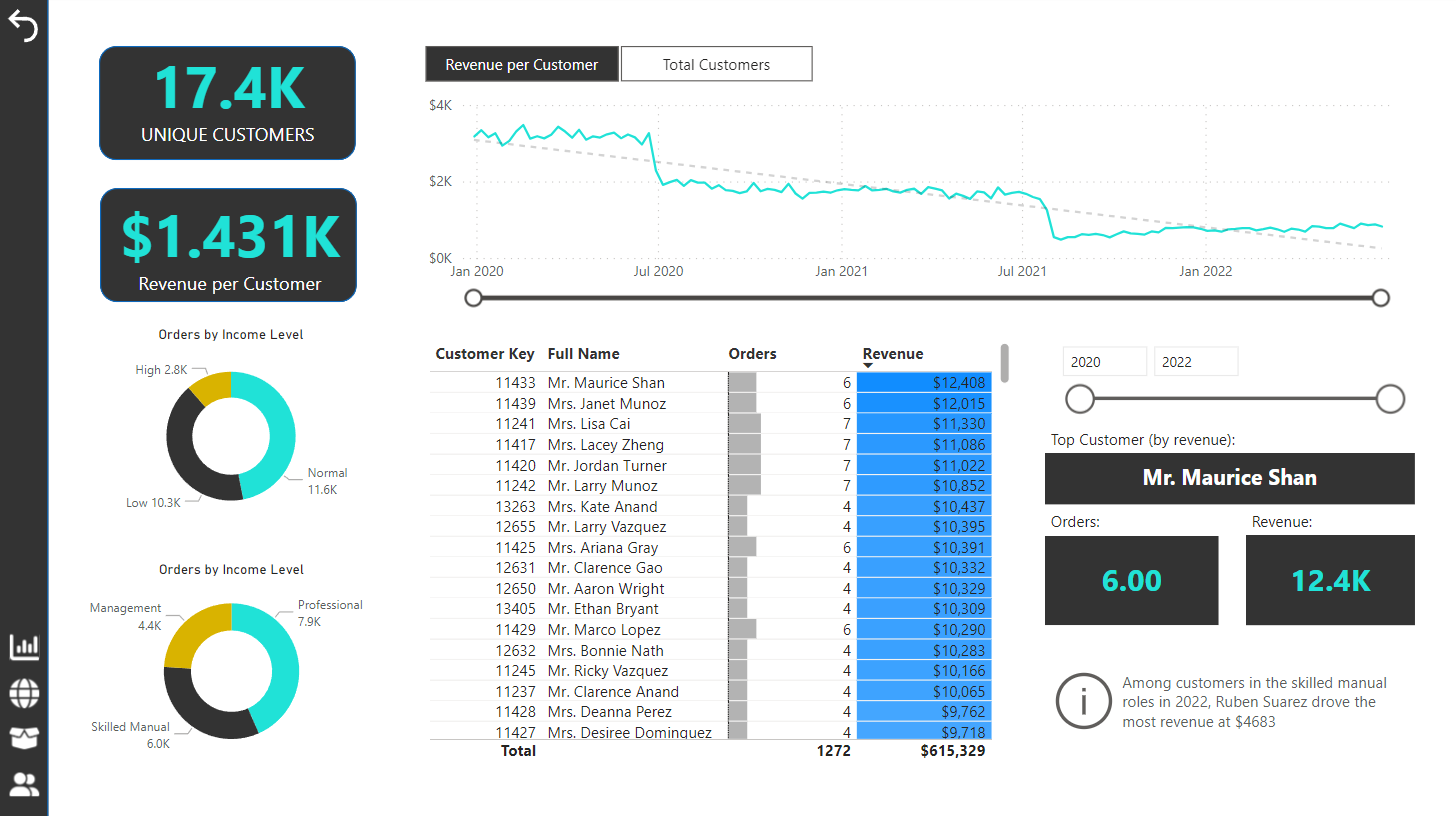 17.4K
UNIQUE CUSTOMERS
$1.431K
Revenue per Customer
Orders by Income Level
High 2.8K
Normal
11.6K
Low 10.3K
Orders by Income Level
Management
4.4K
Professional
7.9K
Skilled Manual
6.0K
Revenue per Customer
Total Customers
$4K
$2K
$0K
Jan 2020
Jul 2020
Jan 2021
Jul 2021
Jan 2022
Customer Key Full Name Orders Revenue
11433 Mr. Maurice Shan 6 $12,408
11439 Mrs. Janet Munoz 6 $12,015
11241 Mrs. Lisa Cai 7 $11,330
11417 Mrs. Lacey Zheng 7 $11,086
11420 Mr. Jordan Turner 7 $11,022
11242 Mr. Larry Munoz 7 $10,852
13263 Mrs. Kate Anand 4 $10,437
12655 Mr. Larry Vazquez 4 $10,395
11425 Mrs. Ariana Gray 6 $10,391
12631 Mr. Clarence Gao 4 $10,332
12650 Mr. Aaron Wright 4 $10,329
13405 Mr. Ethan Bryant 4 $10,309
11429 Mr. Marco Lopez 6 $10,290
12632 Mrs. Bonnie Nath 4 $10,283
11245 Mr. Ricky Vazquez 4 $10,166
11237 Mr. Clarence Anand 4 $10,065
11428 Mrs. Deanna Perez 4 $9,762
11427 Mrs. Desiree Dominguez 4 $9,718
Total 1272 $615,329
2020
2022
Top Customer (by revenue):
Mr. Maurice Shan
Orders:
Revenue:
6.00
12.4K
i
Among customers in the skilled manual
roles in 2022, Ruben Suarez drove the
most revenue at $4683